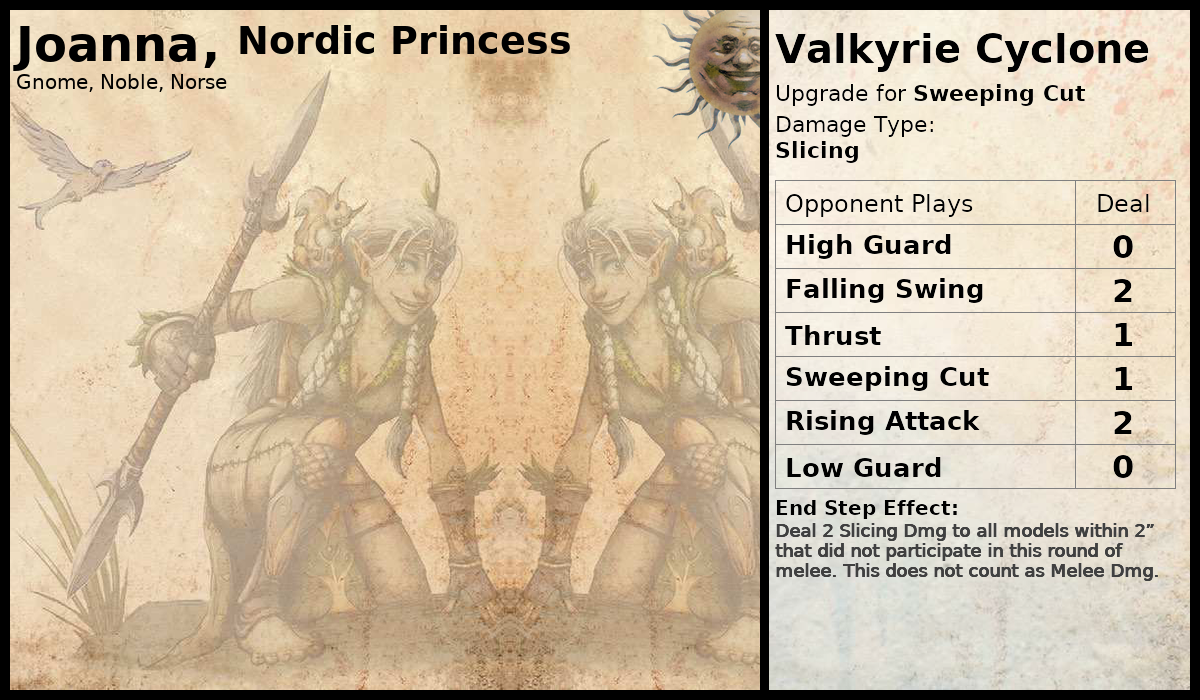 Joanna, Nordic Princess
Gnome, Noble, Norse
Valkyrie Cyclone
Upgrade for Sweeping Cut
Damage Type:
Slicing
Opponent Plays Deal
High Guard 0
Falling Swing 2
Thrust 1
Sweeping Cut 1
Rising Attack 2
Low Guard 0
End Step Effect:
Deal 2 Slicing Dmg to all models within 2”
that did not participate in this round of
melee. This does not count as Melee Dmg.